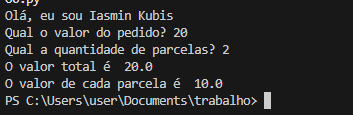 Olá, eu sou Iasmin Kubis
Qual o valor do pedido? 20
Qual a quantidade de parcelas? 2
O valor total é  20.0
O valor de cada parcela é  10.0
PS C:\Users\user\Documents\trabalho>